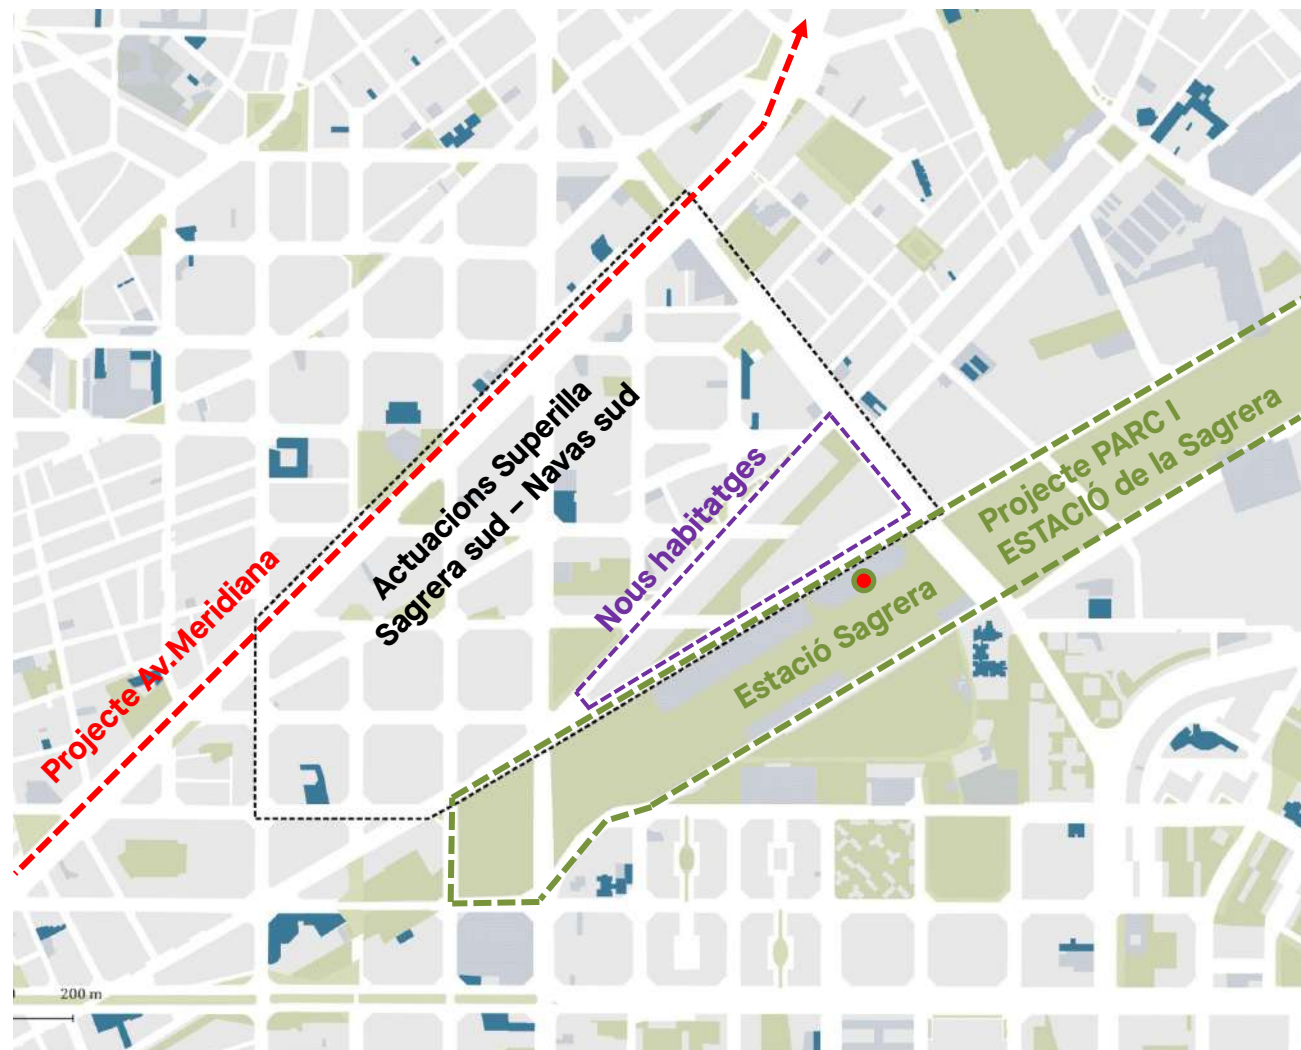 Actuacions Superilla
Sagrera sud – Navas sud
Projecte PARC I
ESTACIÓ de la Sagrera
Nous habitatges
Projecte Av.Meridiana
Estació Sagrera
200 m